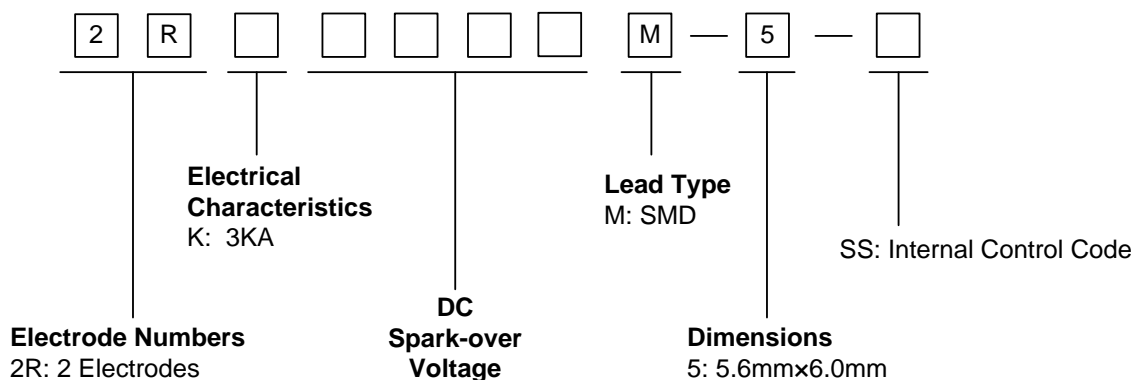 2 R M 5
Electrical
Characteristics
K: 3KA
Lead Type
M: SMD
SS: Internal Control Code
DC
Spark-over
Voltage
Electrode Numbers
2R: 2 Electrodes
Dimensions
5: 5.6mm×6.0mm